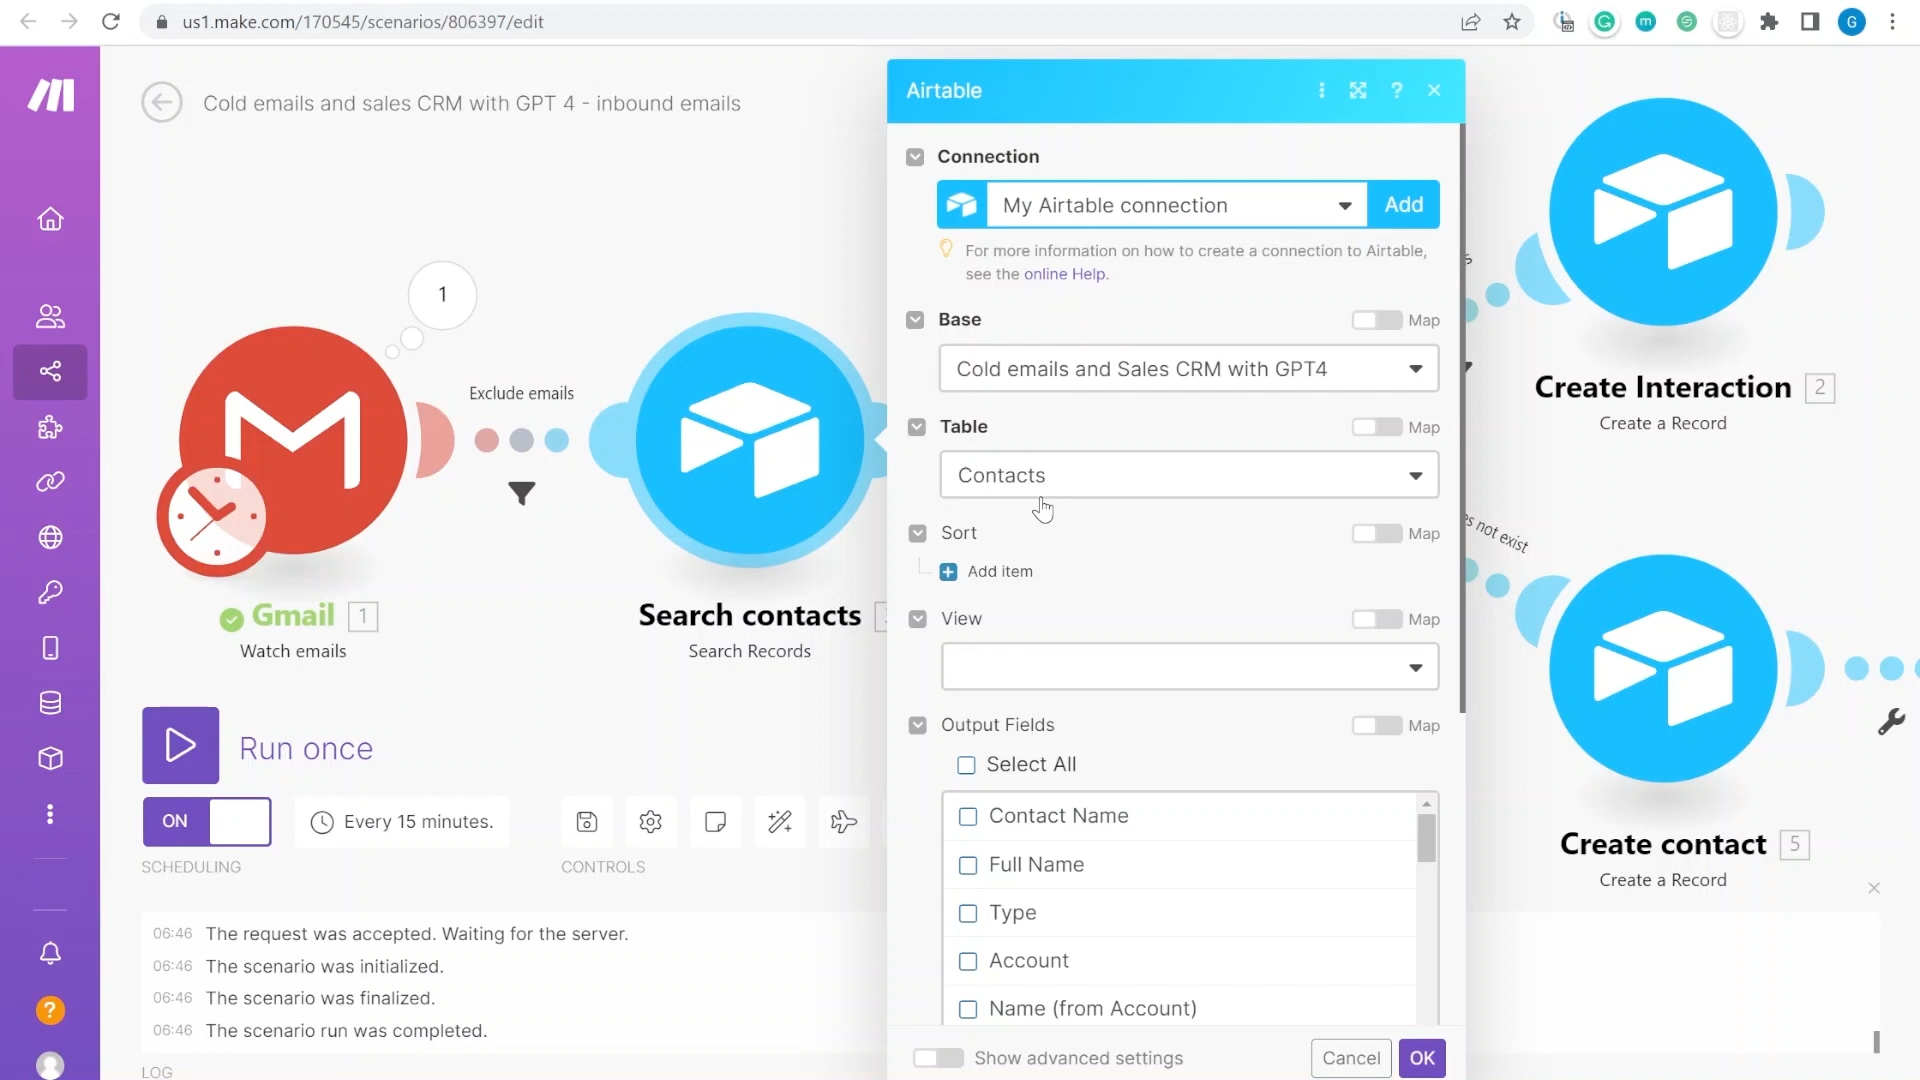 us1.make.com/170545/scenarios/806397/edit
G
Cold emails and sales CRM with GPT 4 - inbound emails
Airtable
?
Connection
My Airtable connection
Add
For more information on how to create a connection to Airtable,
see the online Help.
Base
Map
Cold emails and Sales CRM with GPT4
Table
Map
Contacts
Sort
Map
Add item
View
Map
Output Fields
Map
Select All
Contact Name
Full Name
Type
Account
Name (from Account)
Show advanced settings
Cancel
OK
1
Exclude emails
Gmail 1
Watch emails
Search contacts
Search Records
Create Interaction 2
Create a Record
not exist
Create contact 5
Create a Record
Run once
ON
Every 15 minutes.
SCHEDULING
CONTROLS
06:46 The request was accepted. Waiting for the server.
06:46 The scenario was initialized.
06:46 The scenario was finalized.
06:46 The scenario run was completed.
LOG
?